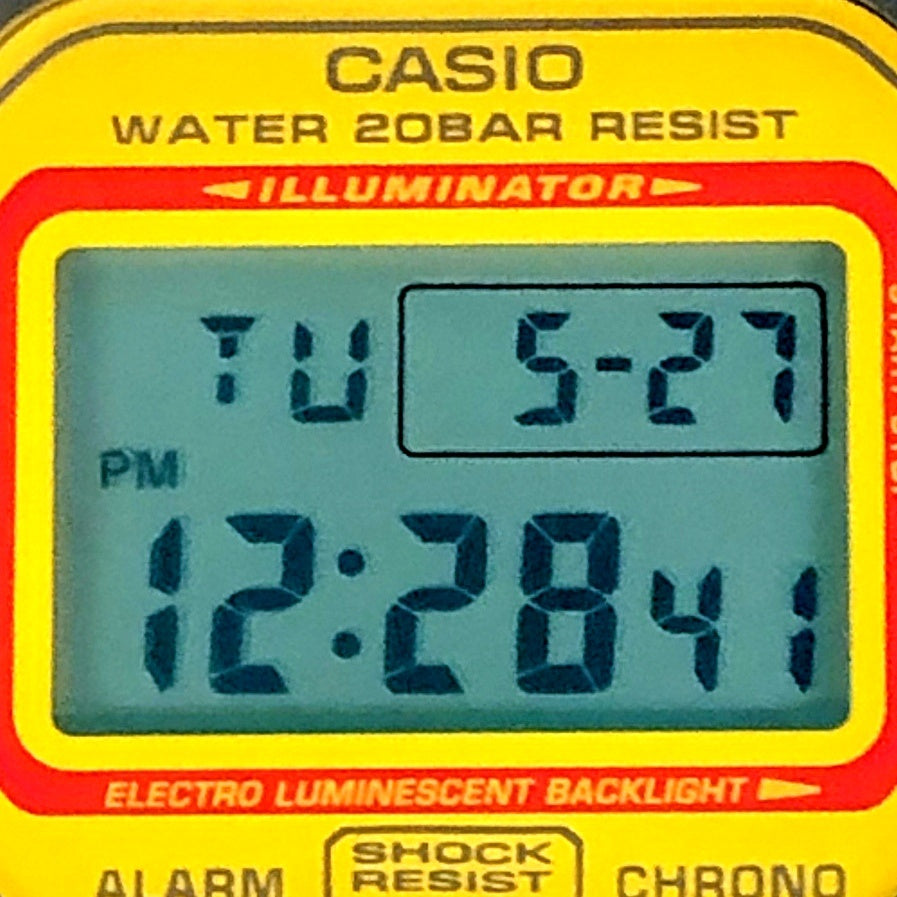 CASIO
WATER 20BAR RESIST
ILLUMINATOR
TU 5-27
PM
12:28 41
ELECTRO LUMINESCENT BACKLIGHT
SHOCK
RESIST
ALARM CHRONO